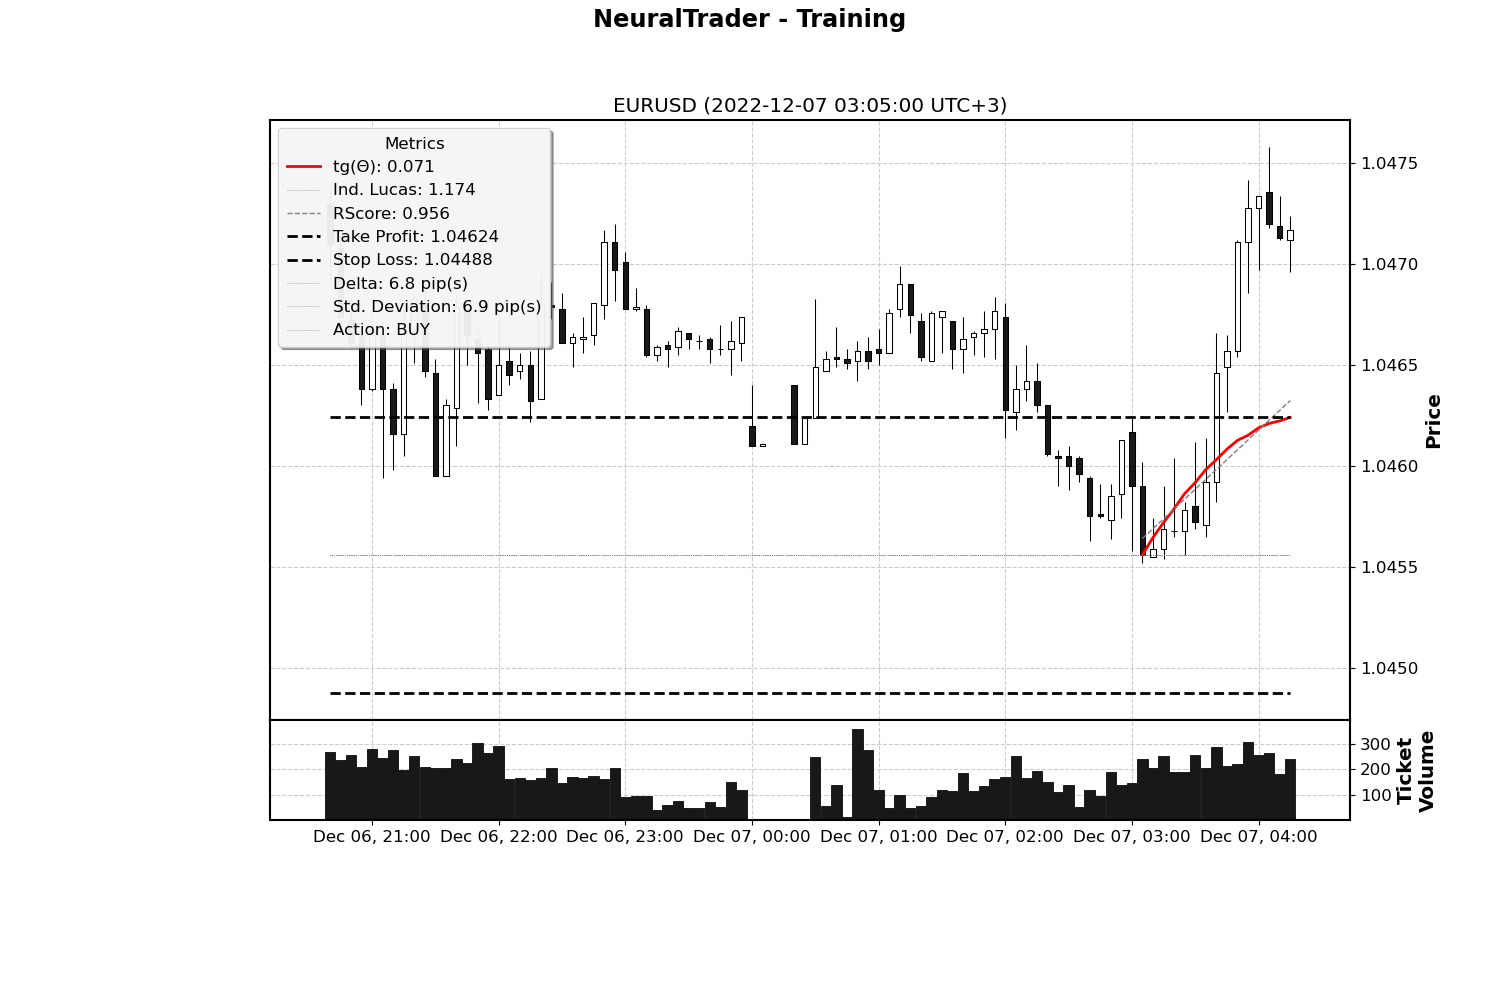 NeuralTrader - Training
EURUSD (2022-12-07 03:05:00 UTC+3)
Metrics
tg(Θ): 0.071
Ind. Lucas: 1.174
RScore: 0.956
Take Profit: 1.04624
Stop Loss: 1.04488
Delta: 6.8 pip(s)
Std. Deviation: 6.9 pip(s)
Action: BUY
1.0475
1.0470
1.0465
1.0460
1.0455
1.0450
Price
300
200
100
Ticket
Volume
Dec 06, 21:00 Dec 06, 22:00 Dec 06, 23:00 Dec 07, 00:00 Dec 07, 01:00 Dec 07, 02:00 Dec 07, 03:00 Dec 07, 04:00